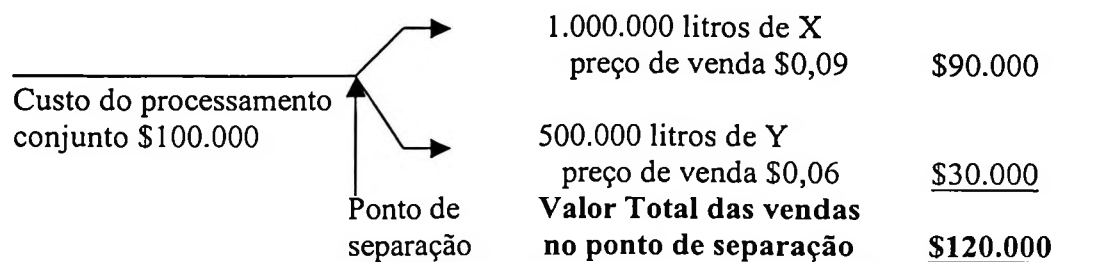 1.000.000 litros de X
preço de venda $0,09 $90.000
Custo do processamento
conjunto $100.000
500.000 litros de Y
preço de venda $0,06 $30.000
Ponto de separação
Valor Total das vendas
no ponto de separação $120.000